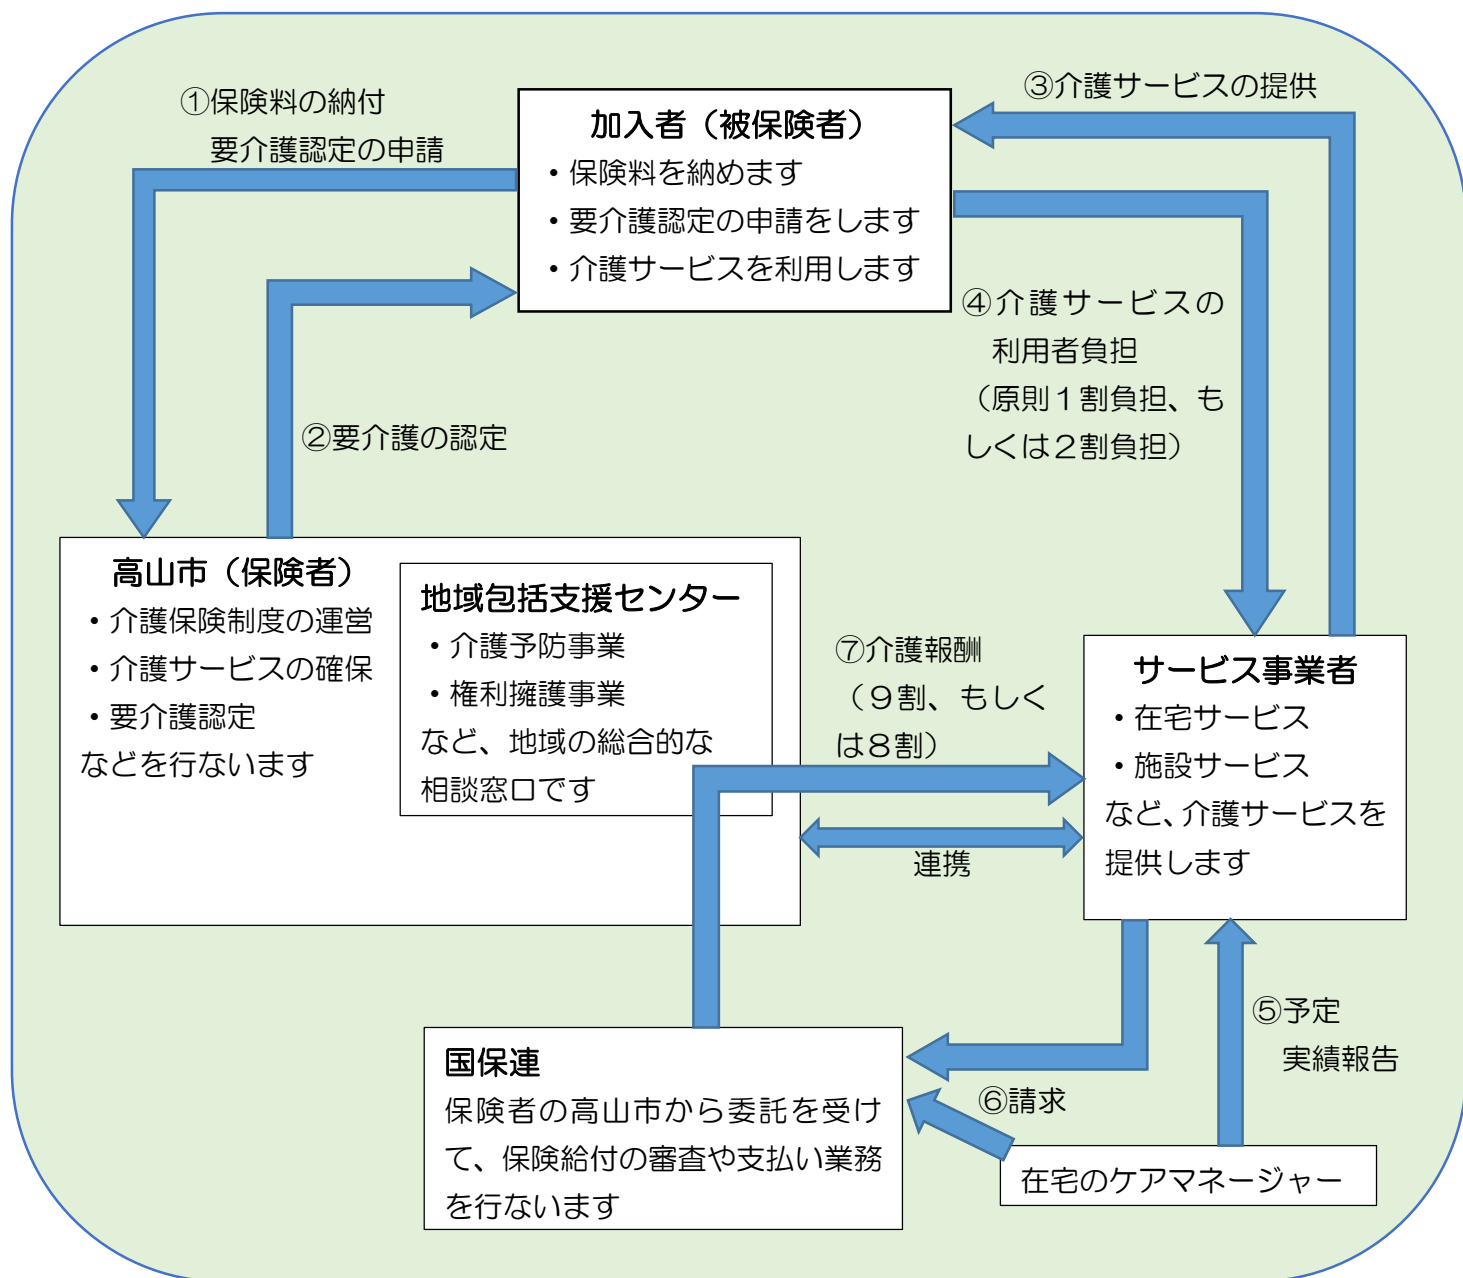 ①保険料の納付
要介護認定の申請
加入者（被保険者）
・保険料を納めます
・要介護認定の申請をします
・介護サービスを利用します
③介護サービスの提供
④介護サービスの
利用者負担
（原則１割負担、も
しくは２割負担）
②要介護の認定
高山市（保険者）
・介護保険制度の運営
・介護サービスの確保
・要介護認定
などを行ないます
地域包括支援センター
・介護予防事業
・権利擁護事業
など、地域の総合的な
相談窓口です
⑦介護報酬
（９割、もしく
は８割）
連携
サービス事業者
・在宅サービス
・施設サービス
など、介護サービスを
提供します
⑤予定
実績報告
国保連
保険者の高山市から委託を受け
て、保険給付の審査や支払い業務
を行ないます
⑥請求
在宅のケアマネージャー